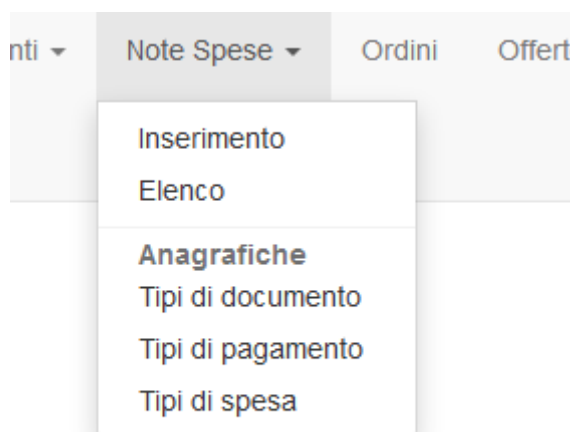 nti Note Spese Ordini Offert
Inserimento
Elenco
Anagrafiche
Tipi di documento
Tipi di pagamento
Tipi di spesa